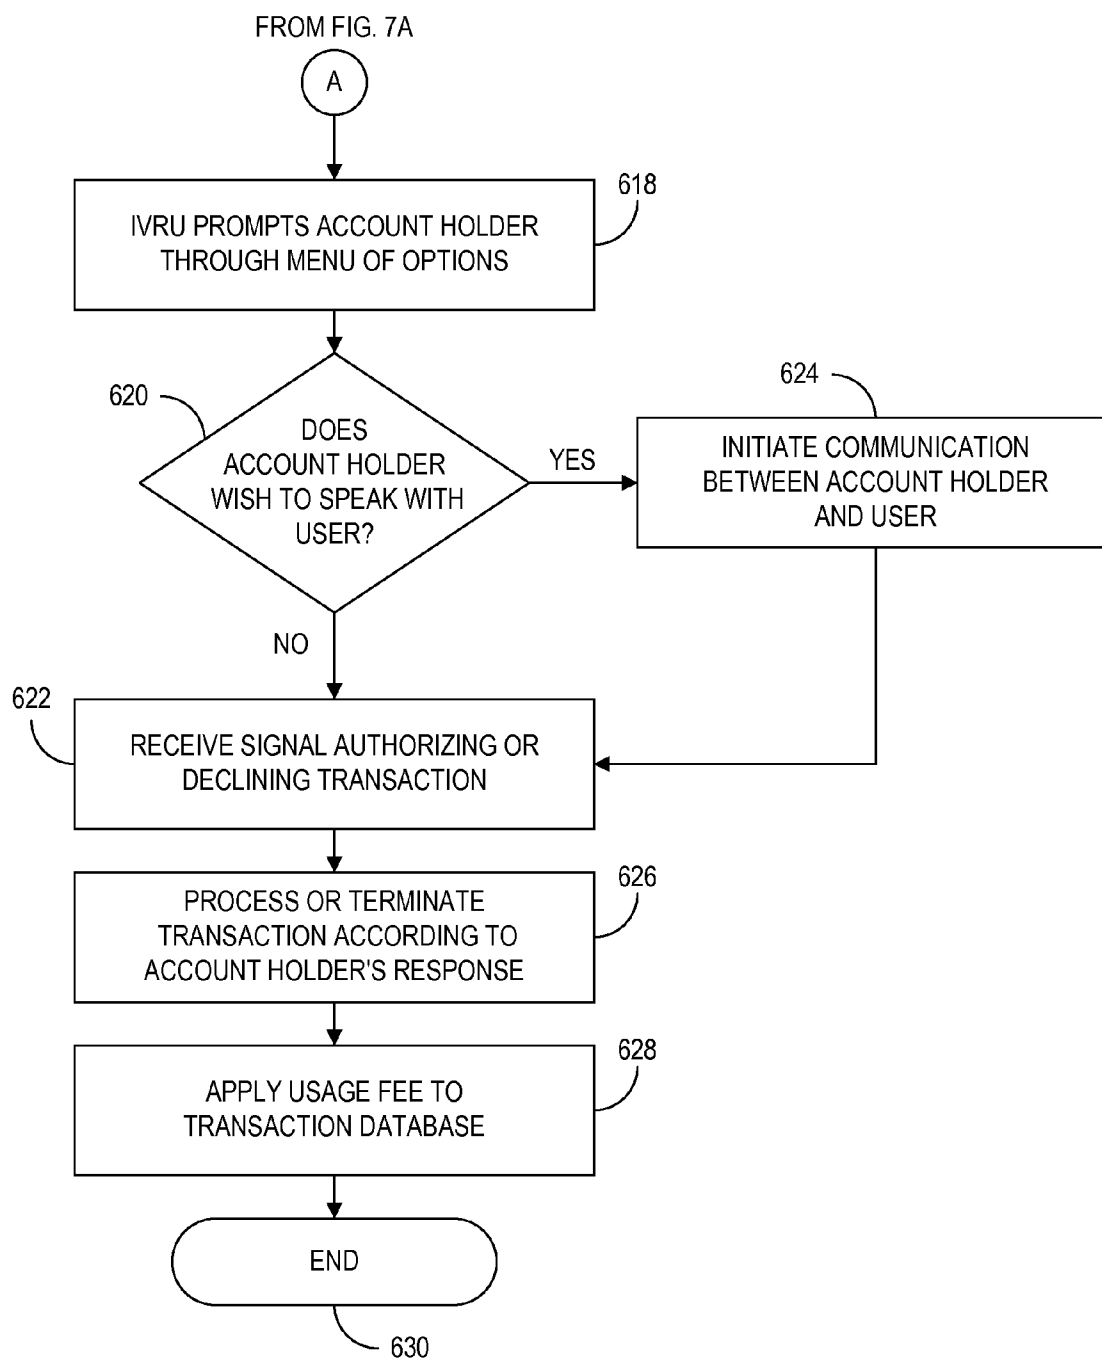 FROM FIG. 7A
A
618
IVRU PROMPTS ACCOUNT HOLDER
THROUGH MENU OF OPTIONS
620
DOES
ACCOUNT HOLDER
WISH TO SPEAK WITH
USER?
YES
624
INITIATE COMMUNICATION
BETWEEN ACCOUNT HOLDER
AND USER
NO
622
RECEIVE SIGNAL AUTHORIZING OR
DECLINING TRANSACTION
626
PROCESS OR TERMINATE
TRANSACTION ACCORDING TO
ACCOUNT HOLDER'S RESPONSE
628
APPLY USAGE FEE TO
TRANSACTION DATABASE
END
630